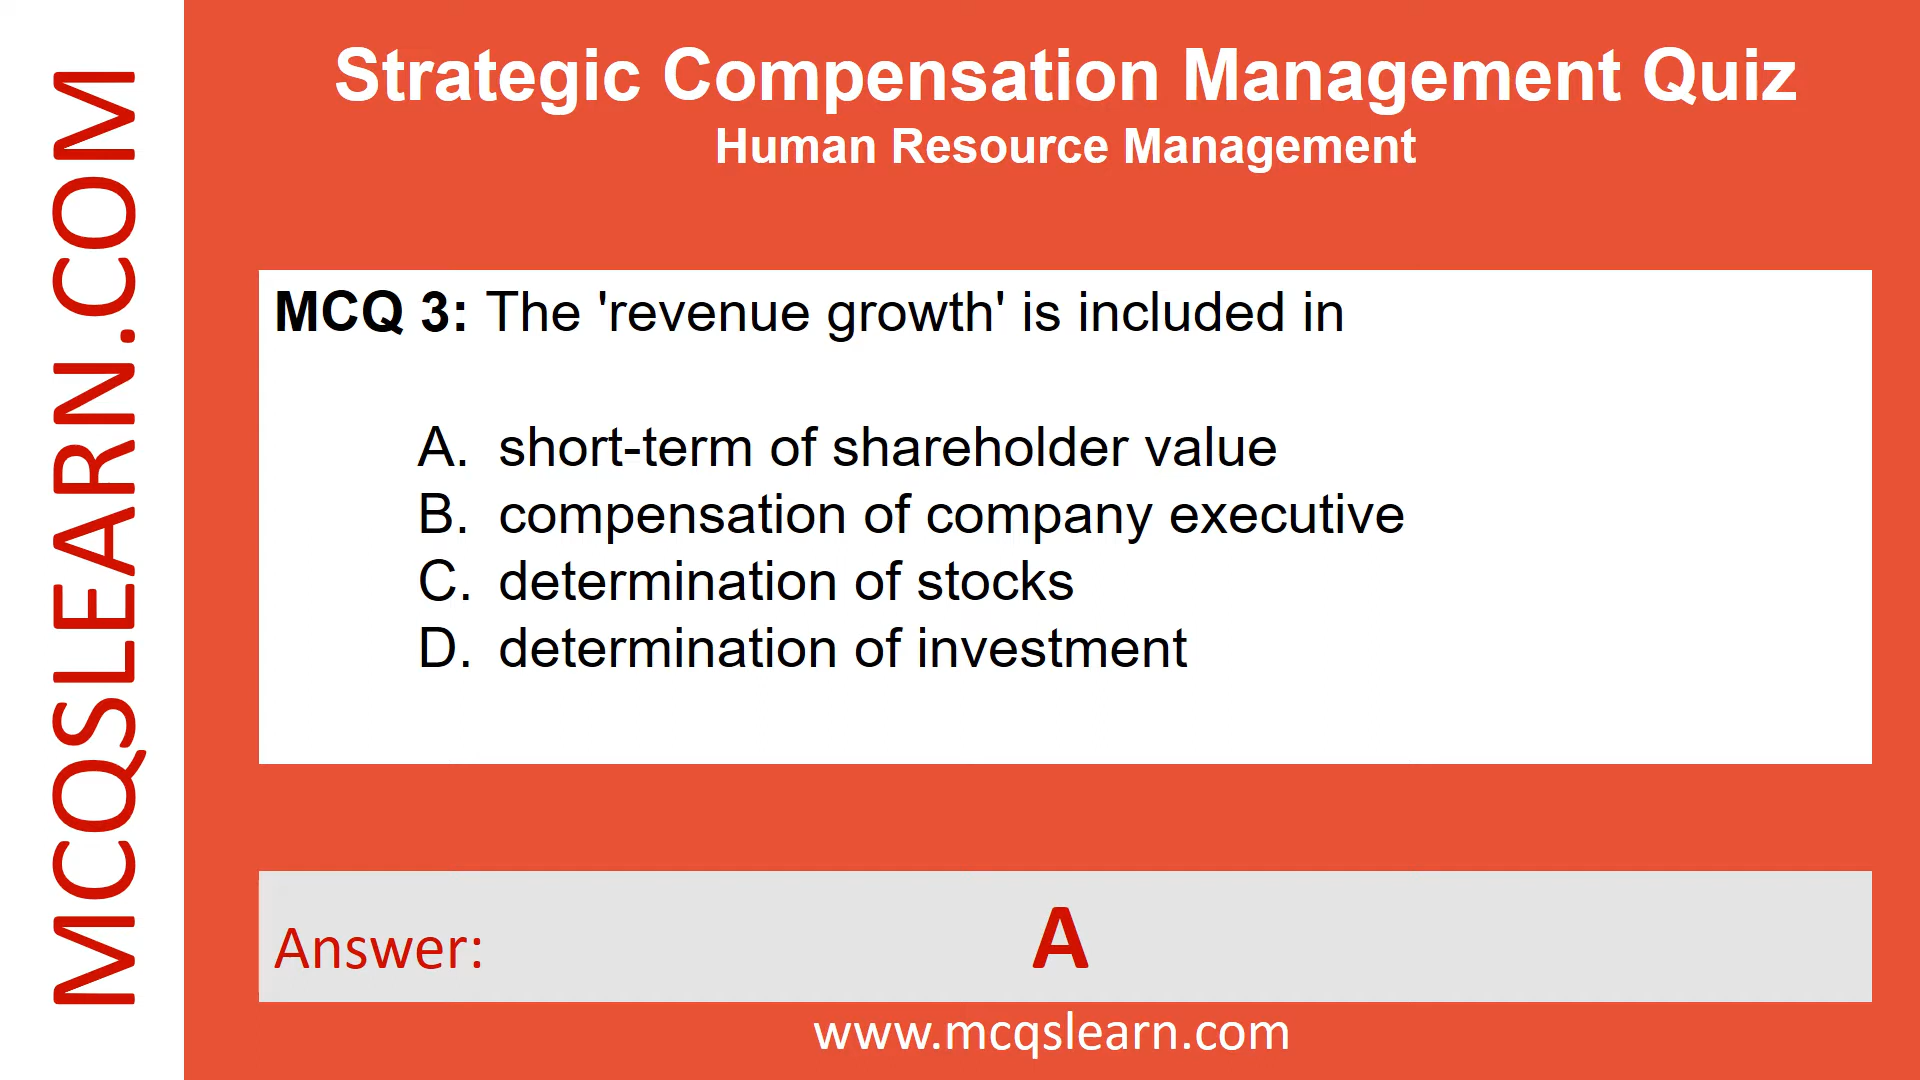 MCQSLEARN.COM
Strategic Compensation Management Quiz
Human Resource Management
MCQ 3: The 'revenue growth' is included in
A. short-term of shareholder value
B. compensation of company executive
C. determination of stocks
D. determination of investment
Answer: A
www.mcqslearn.com